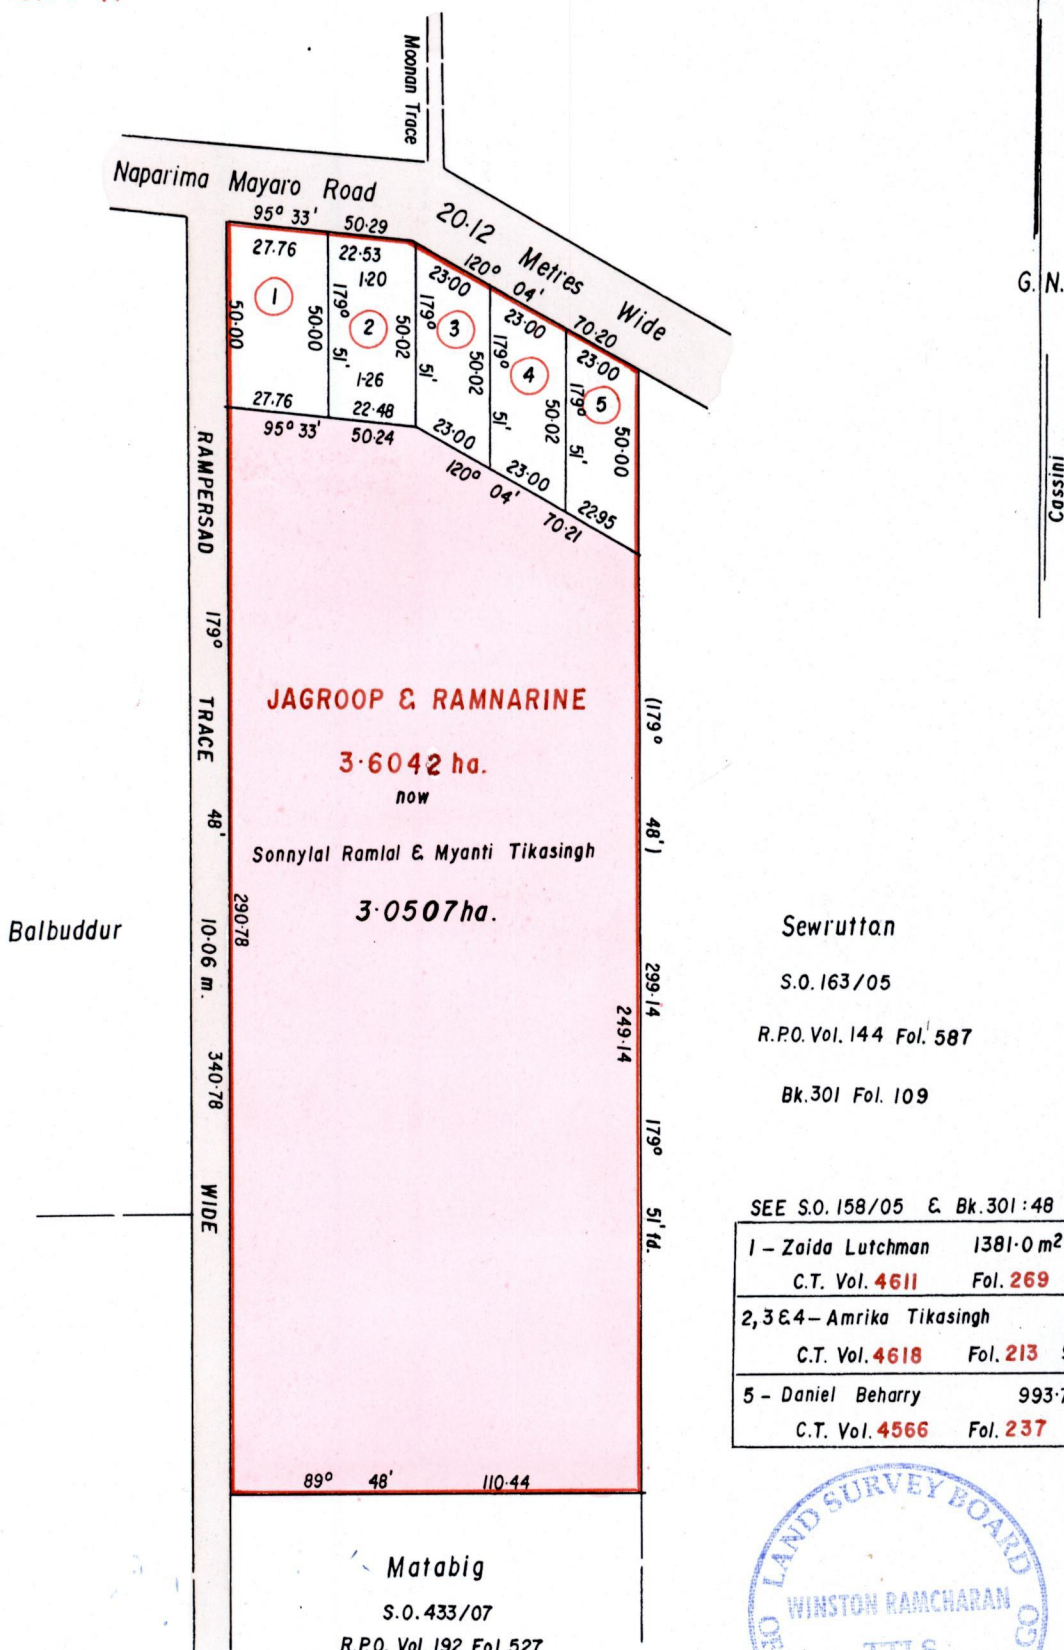 Moonan Trace
Naparima Mayaro Road
20·12 Metres Wide
95° 33' 50·29
120° 04' 70·20
27·76
22·53
1·20
23·00
23·00
23·00
1
2
3
4
5
50·00
50·00
179° 51'
50·02
179° 51'
50·02
179° 51'
50·02
179° 51'
50·00
1·26
27·76
22·48
23·00
23·00
22·95
95° 33' 50·24
120° 04' 70·21
G. N.
Cassini
RAMPERSAD 179° TRACE 48' 10·06 m. 340·78 WIDE
290·78
JAGROOP & RAMNARINE
3·6042 ha.
now
Sonnylal Ramlal & Myanti Tikasingh
3·0507ha.
(179° 48') 299·14 179° 51' td.
249·14
Balbuddur
Sewruttan
S.O. 163/05
R.P.O. Vol. 144 Fol. 587
Bk.301 Fol. 109
SEE S.O. 158/05 & Bk.301:48
1 – Zaida Lutchman 1381·0 m²
C.T. Vol. 4611 Fol. 269
2,3&4 – Amrika Tikasingh
C.T. Vol. 4618 Fol. 213
5 – Daniel Beharry 993·
C.T. Vol. 4566 Fol. 237
89° 48' 110·44
Matabig
S.O. 433/07
R.P.O. Vol. 192 Fol. 527
LAND SURVEY BOARD
WINSTON RAMCHARAN